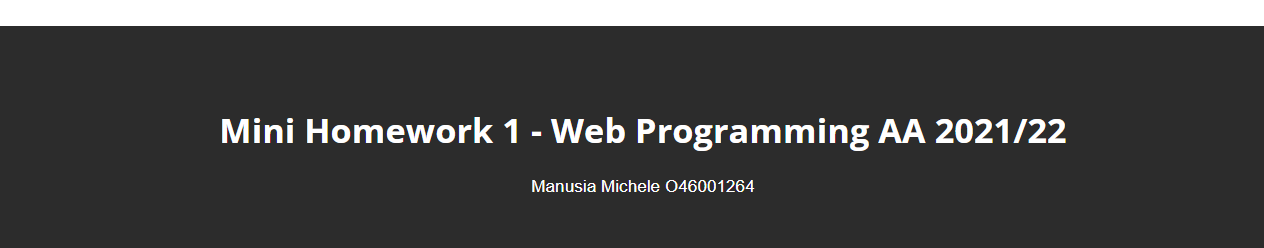 Mini Homework 1 - Web Programming AA 2021/22
Manusia Michele O46001264